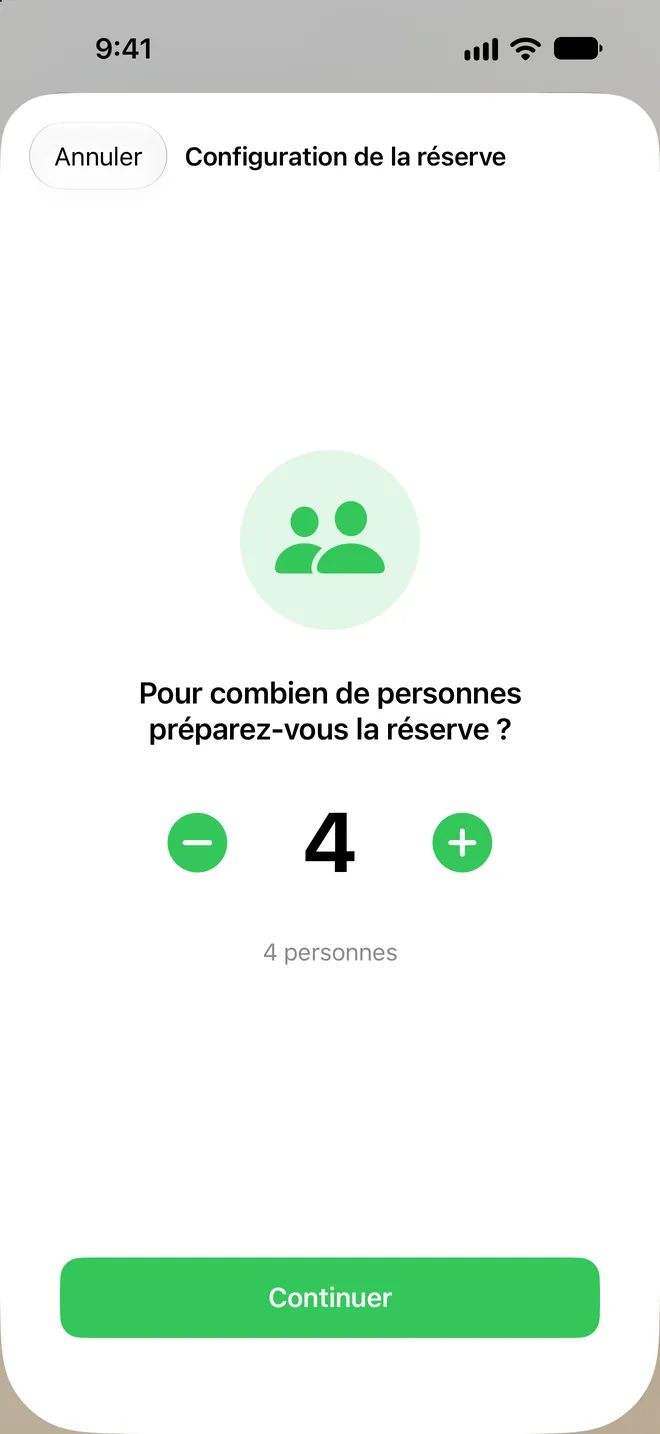 9:41
Annuler
Configuration de la réserve
Pour combien de personnes
préparez-vous la réserve ?
4
4 personnes
Continuer